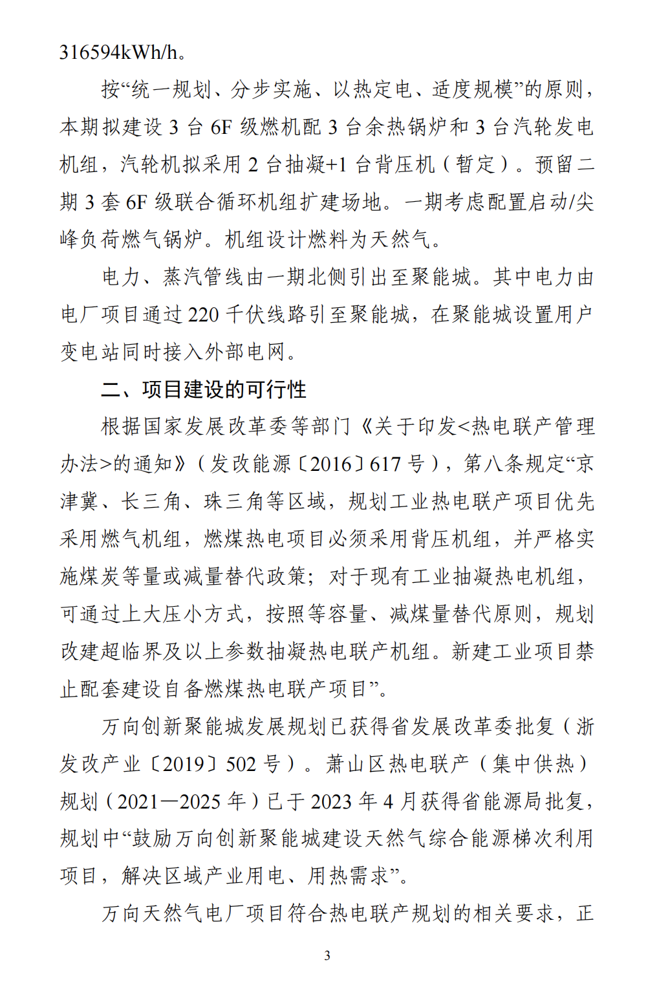 316594kWh/h。
按“统一规划、分步实施、以热定电、适度规模”的原则，
本期拟建设 3 台 6F 级燃机配 3 台余热锅炉和 3 台汽轮发电
机组，汽轮机拟采用 2 台抽凝+1 台背压机（暂定）。预留二
期 3 套 6F 级联合循环机组扩建场地。一期考虑配置启动/尖
峰负荷燃气锅炉。机组设计燃料为天然气。
电力、蒸汽管线由一期北侧引出至聚能城。其中电力由
电厂项目通过 220 千伏线路引至聚能城，在聚能城设置用户
变电站同时接入外部电网。
二、项目建设的可行性
根据国家发展改革委等部门《关于印发<热电联产管理
办法>的通知》（发改能源〔2016〕617 号），第八条规定“京
津冀、长三角、珠三角等区域，规划工业热电联产项目优先
采用燃气机组，燃煤热电项目必须采用背压机组，并严格实
施煤炭等量或减量替代政策；对于现有工业抽凝热电机组，
可通过上大压小方式，按照等容量、减煤量替代原则，规划
改建超临界及以上参数抽凝热电联产机组。新建工业项目禁
止配套建设自备燃煤热电联产项目”。
万向创新聚能城发展规划已获得省发展改革委批复（浙
发改产业〔2019〕502 号）。萧山区热电联产（集中供热）
规划（2021—2025 年）已于 2023 年 4 月获得省能源局批复，
规划中“鼓励万向创新聚能城建设天然气综合能源梯次利用
项目，解决区域产业用电、用热需求”。
万向天然气电厂项目符合热电联产规划的相关要求，正
3